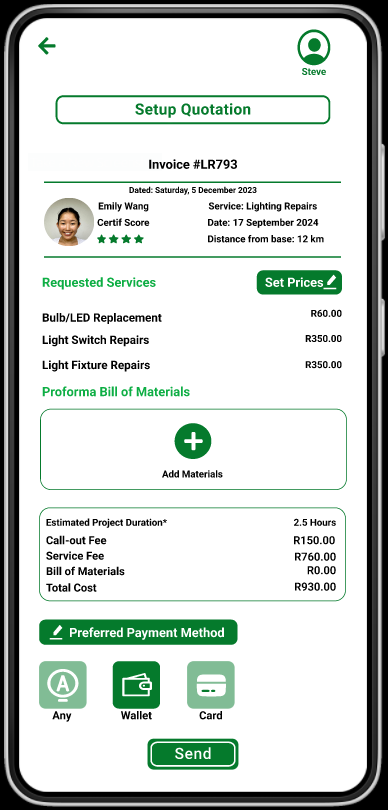 Steve
Setup Quotation
Invoice #LR793
Dated: Saturday, 5 December 2023
Emily Wang
Service: Lighting Repairs
Certif Score
Date: 17 September 2024
Distance from base: 12 km
Requested Services
Set Prices
Bulb/LED Replacement R60.00
Light Switch Repairs R350.00
Light Fixture Repairs R350.00
Proforma Bill of Materials
Add Materials
Estimated Project Duration* 2.5 Hours
Call-out Fee R150.00
Service Fee R760.00
Bill of Materials R0.00
Total Cost R930.00
Preferred Payment Method
A
Any Wallet Card
Send